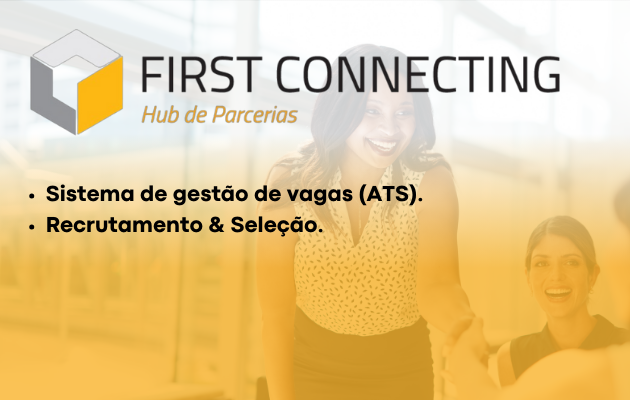 FIRST CONNECTING
Hub de Parcerias
• Sistema de gestão de vagas (ATS).
• Recrutamento & Seleção.